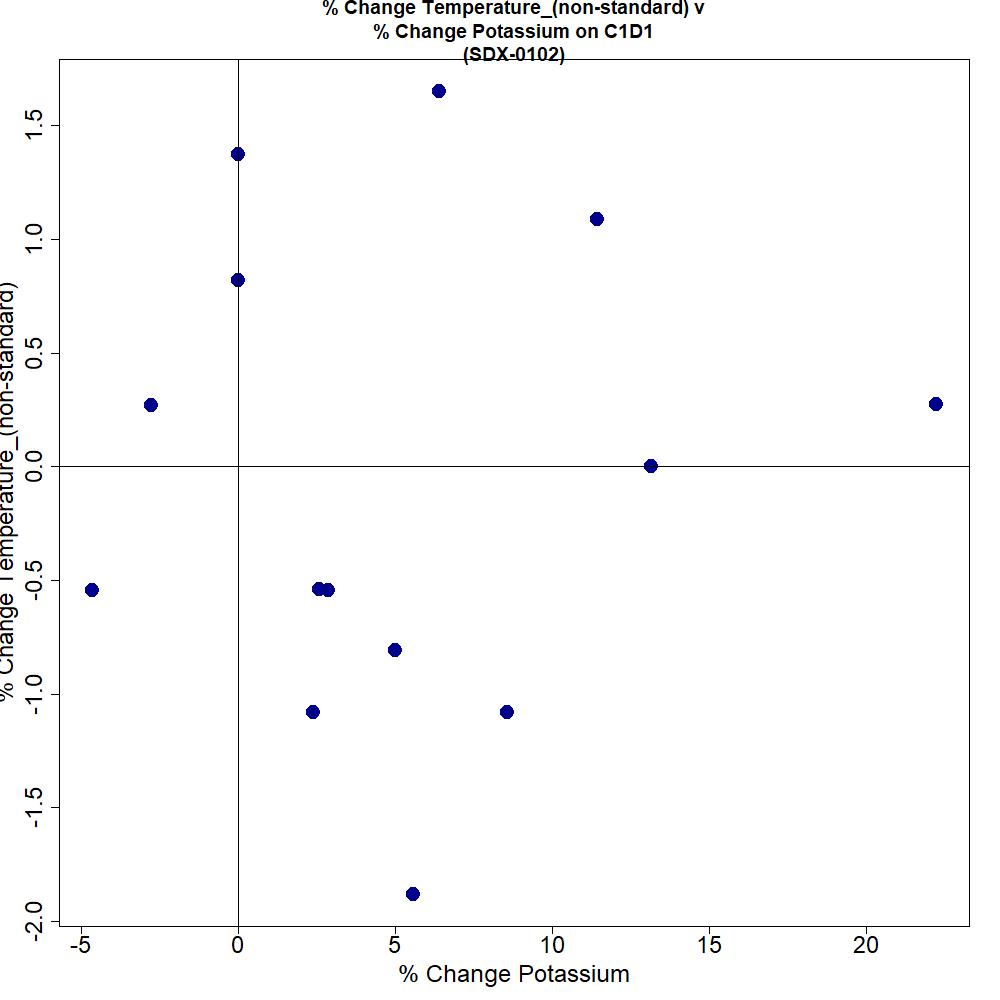 % Change Temperature_(non-standard) v
% Change Potassium on C1D1
(SDX-0102)
% Change Temperature_(non-standard)
1.5
1.0
0.5
0.0
-0.5
-1.0
-1.5
-2.0
-5 0 5 10 15 20
% Change Potassium